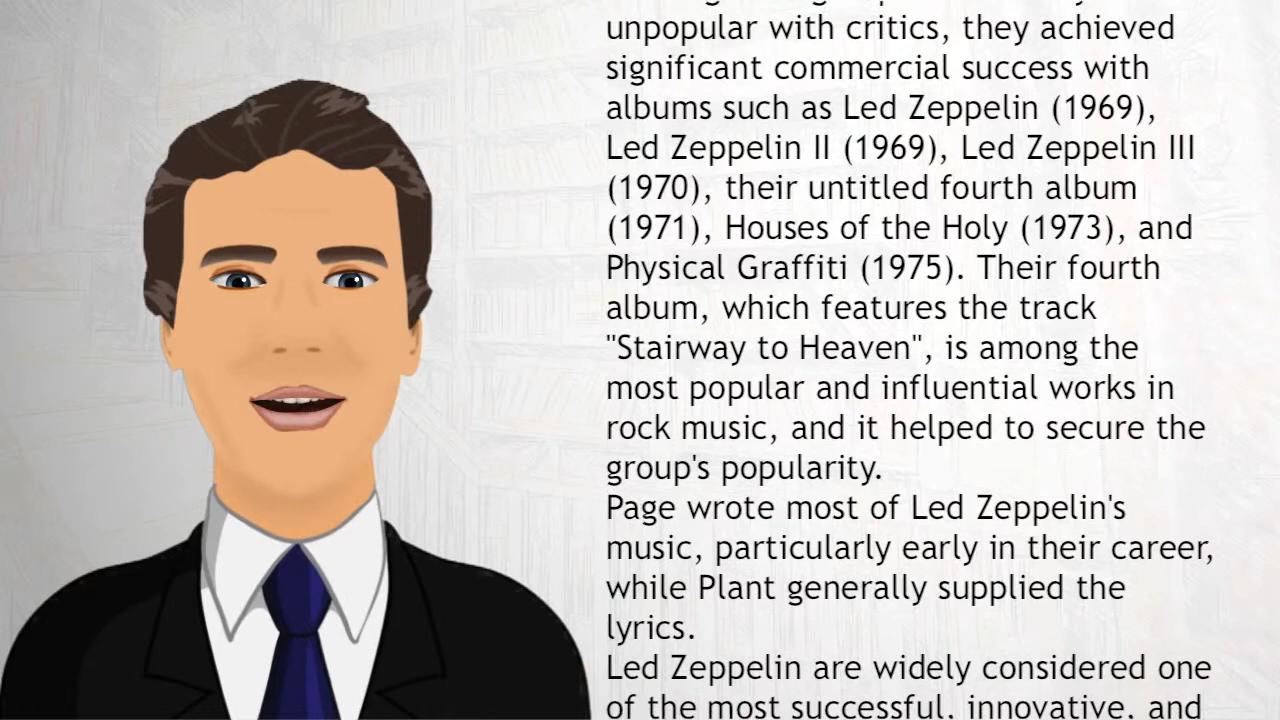 unpopular with critics, they achieved
significant commercial success with
albums such as Led Zeppelin (1969),
Led Zeppelin II (1969), Led Zeppelin III
(1970), their untitled fourth album
(1971), Houses of the Holy (1973), and
Physical Graffiti (1975). Their fourth
album, which features the track
"Stairway to Heaven", is among the
most popular and influential works in
rock music, and it helped to secure the
group's popularity.
Page wrote most of Led Zeppelin's
music, particularly early in their career,
while Plant generally supplied the
lyrics.
Led Zeppelin are widely considered one
of the most successful, innovative, and